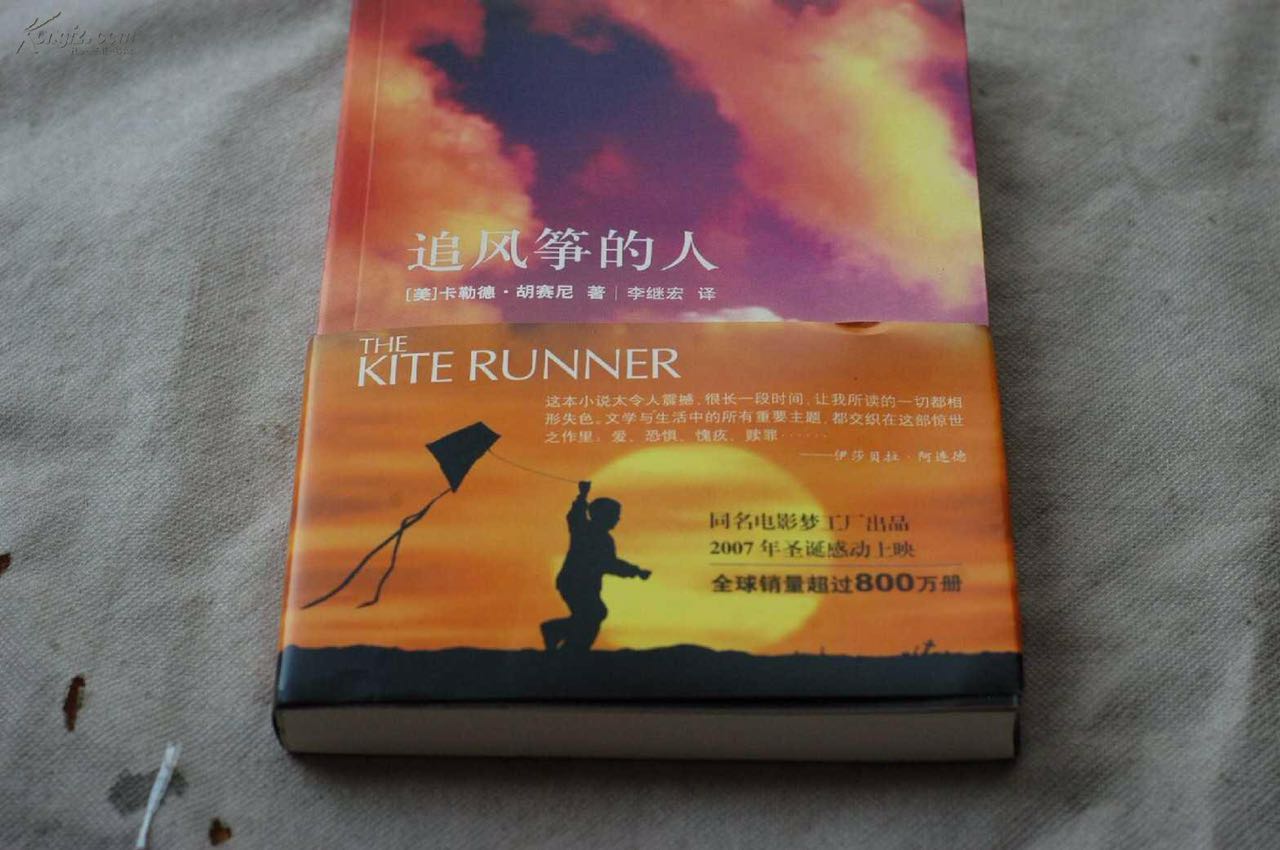 Kongfz.com
追风筝的人
[美]卡勒德·胡赛尼 著|李继宏 译
THE
KITE RUNNER
这本小说太令人震撼，很长一段时间，让我所读的一切都相
形失色。文学与生活中的所有重要主题，都交织在这部惊世
之作里：爱、恐惧、愧疚、赎罪……
——伊莎贝拉·阿连德
同名电影梦工厂出品
2007年圣诞感动上映
全球销量超过800万册